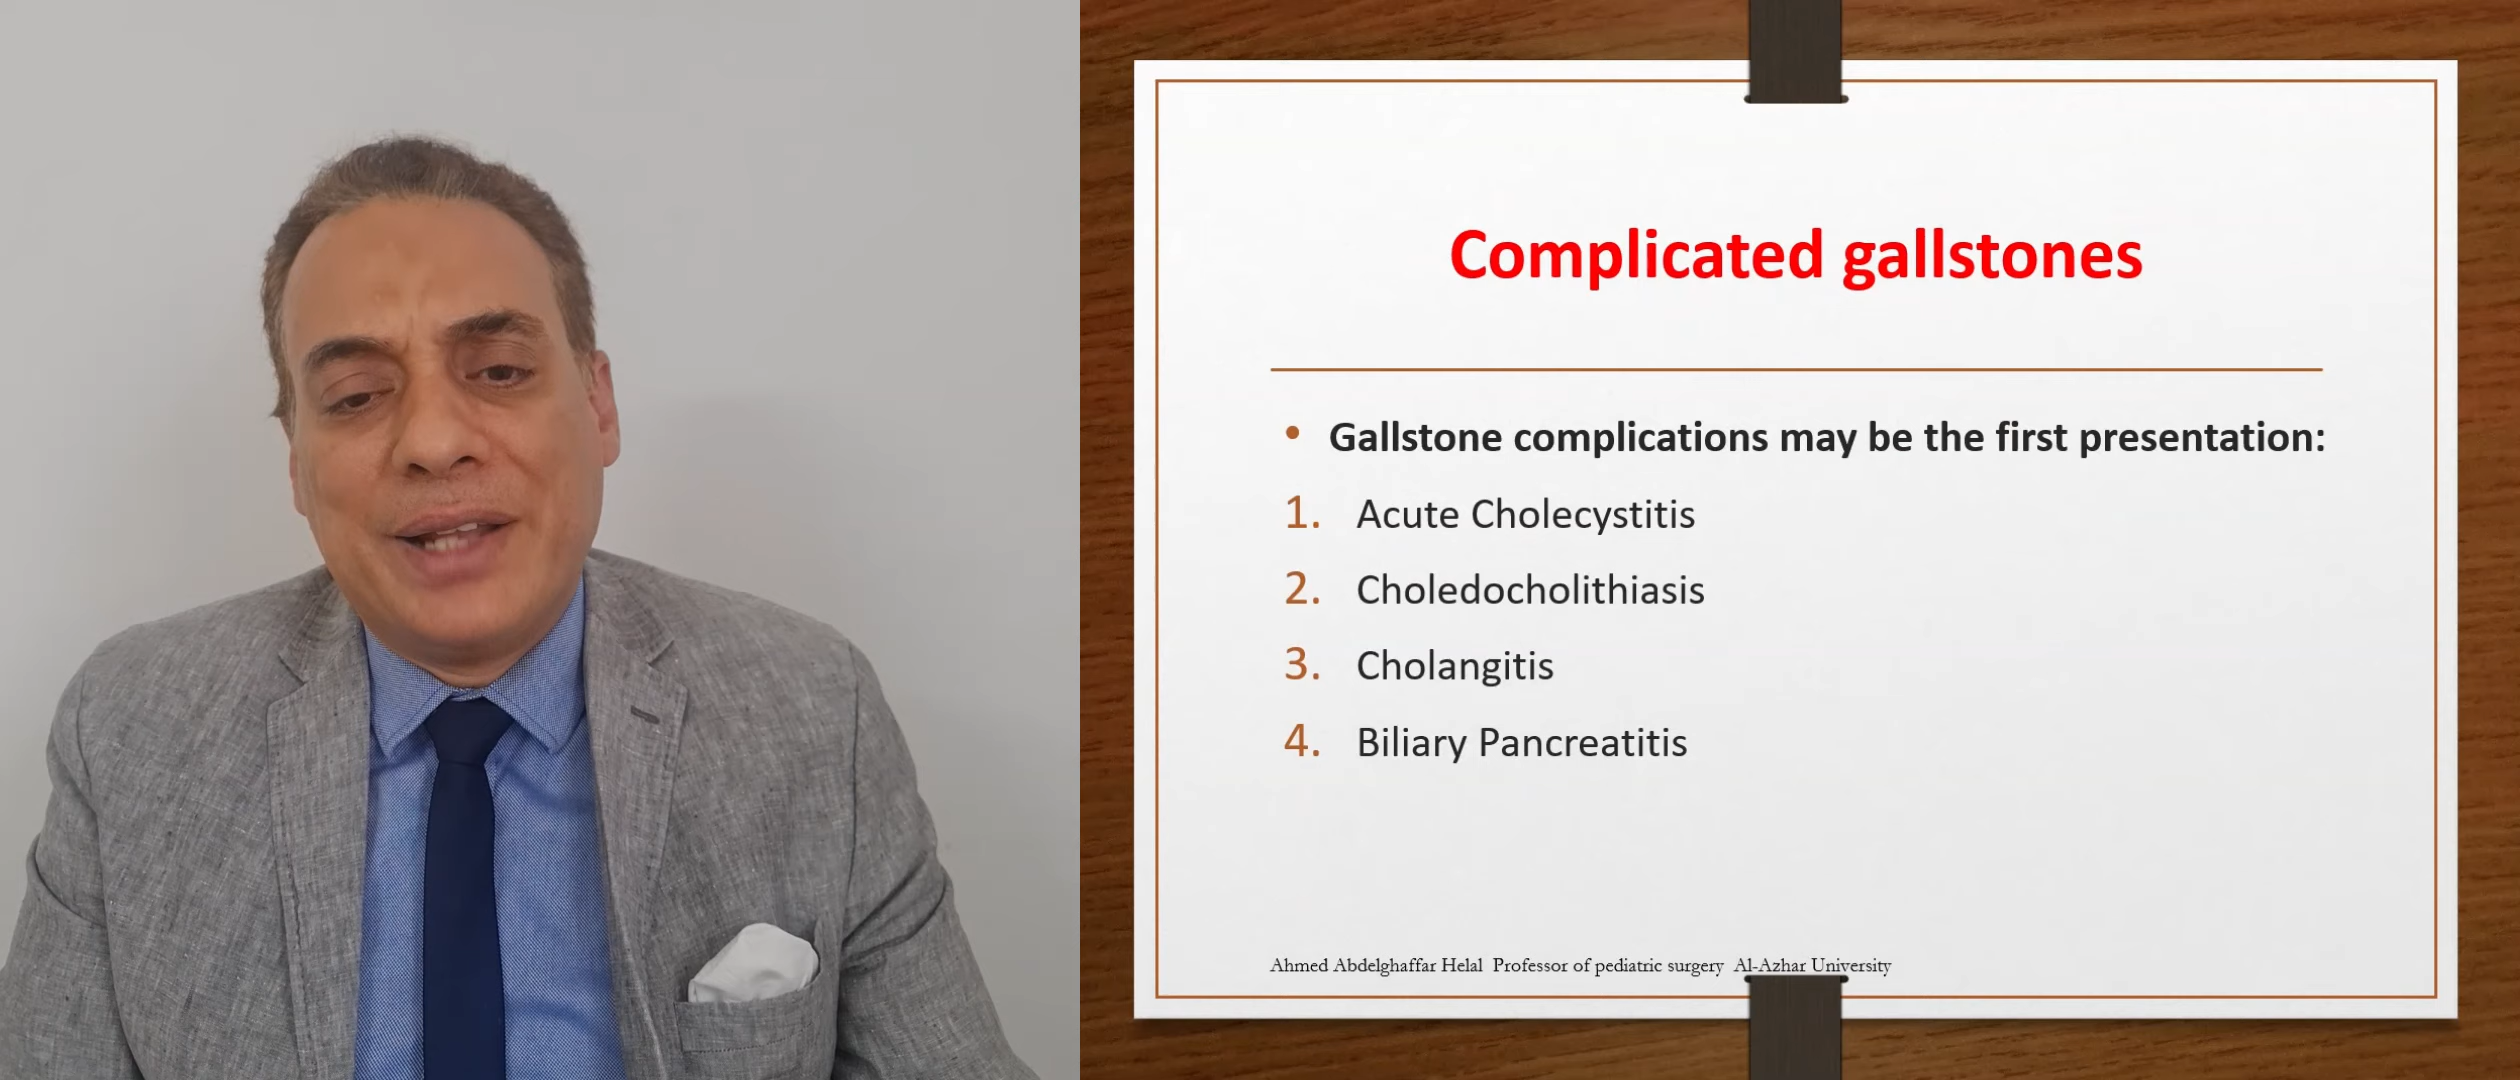 Complicated gallstones
• Gallstone complications may be the first presentation:
1. Acute Cholecystitis
2. Choledocholithiasis
3. Cholangitis
4. Biliary Pancreatitis
Ahmed Abdelghaffar Helal Professor of pediatric surgery Al-Azhar University